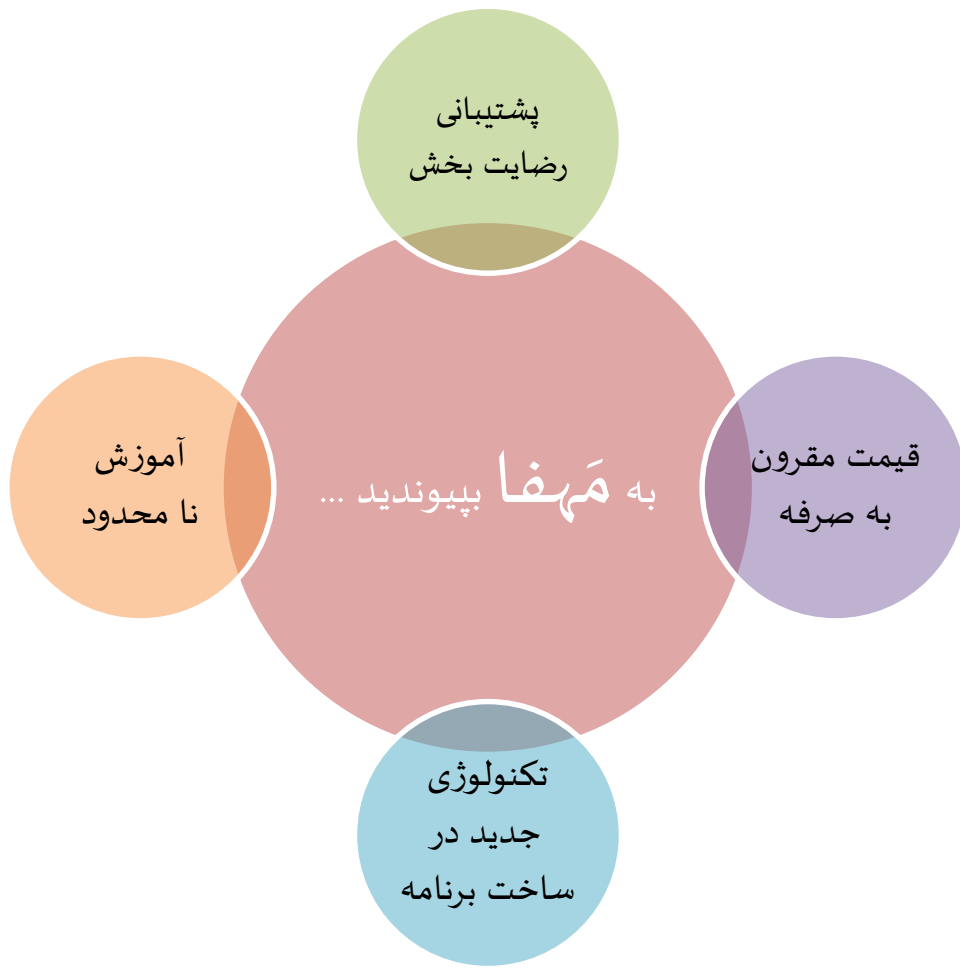 پشتیبانی
رضایت بخش
قیمت مقرون
به صرفه
به مَهفا بپیوندید ...
آموزش
نا محدود
تکنولوژی
جدید در
ساخت برنامه